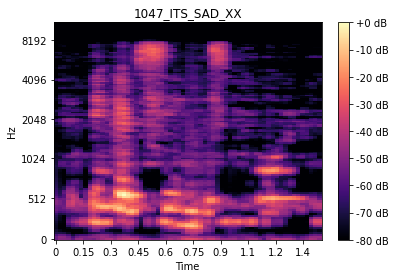 1047_ITS_SAD_XX
+0 dB
8192
-10 dB
4096
-20 dB
-30 dB
2048
Hz
-40 dB
1024
-50 dB
512
-60 dB
-70 dB
0
-80 dB
0 0.15 0.3 0.45 0.6 0.75 0.9 1.1 1.2 1.4
Time